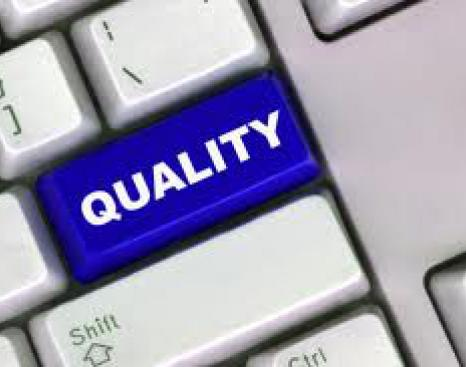 ¦
\
]
QUALITY
Shift
Ctrl